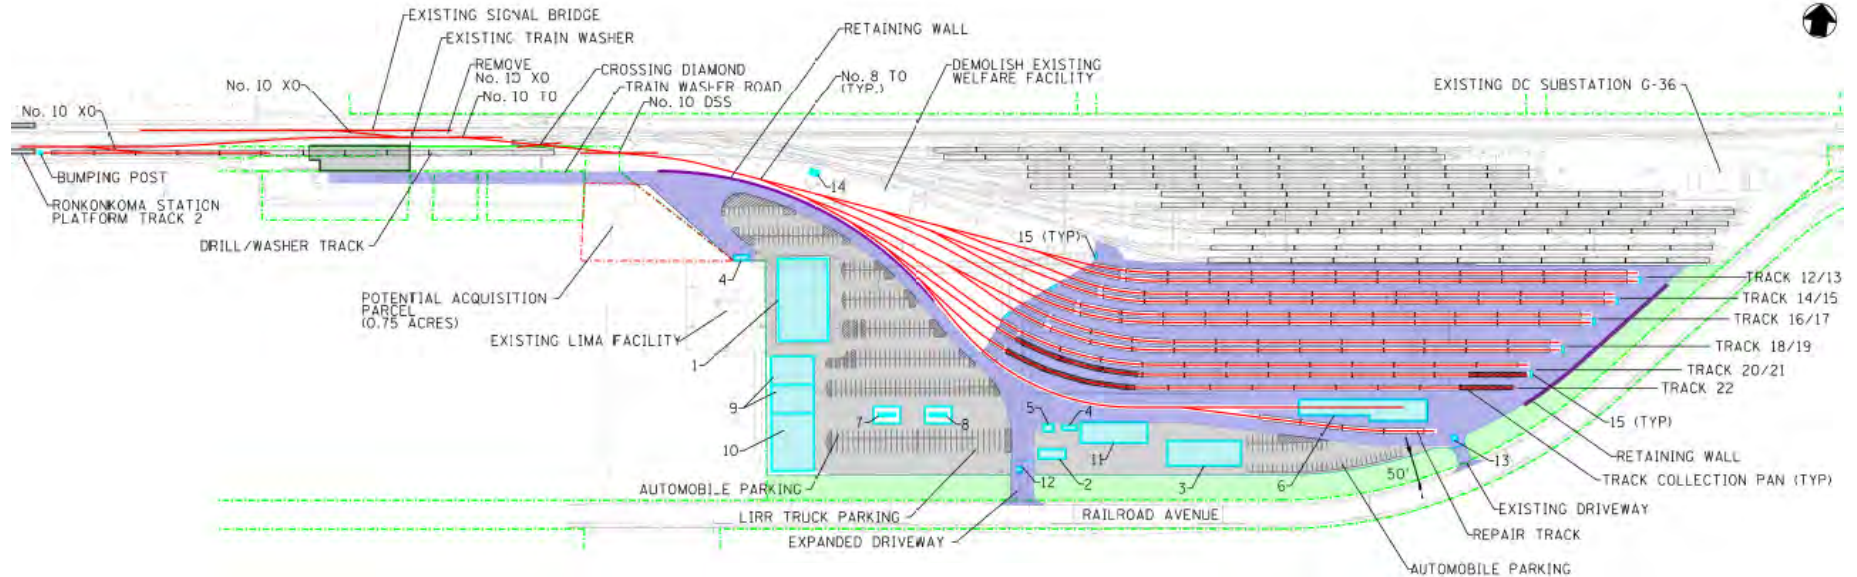 EXISTING SIGNAL BRIDGE
EXISTING TRAIN WASHER
REMOVE
No. 10 XO
No. 10 TO
No. 10 XO
No. 10 XO
CROSSING DIAMOND
TRAIN WASHER ROAD
No. 10 DSS
RETAINING WALL
No. 8 TO
(TYP.)
DEMOLISH EXISTING
WELFARE FACILITY
EXISTING DC SUBSTATION G-36
BUMPING POST
RONKONKOMA STATION
PLATFORM TRACK 2
DRILL/WASHER TRACK
14
15 (TYP)
4
POTENTIAL ACQUISITION
PARCEL
(0.75 ACRES)
EXISTING LIMA FACILITY
1
9
10
7
8
5
4
11
2
12
3
6
50'
13
TRACK 12/13
TRACK 14/15
TRACK 16/17
TRACK 18/19
TRACK 20/21
TRACK 22
15 (TYP)
RETAINING WALL
TRACK COLLECTION PAN (TYP)
EXISTING DRIVEWAY
REPAIR TRACK
AUTOMOBILE PARKING
AUTOMOBILE PARKING
LIRR TRUCK PARKING
EXPANDED DRIVEWAY
RAILROAD AVENUE